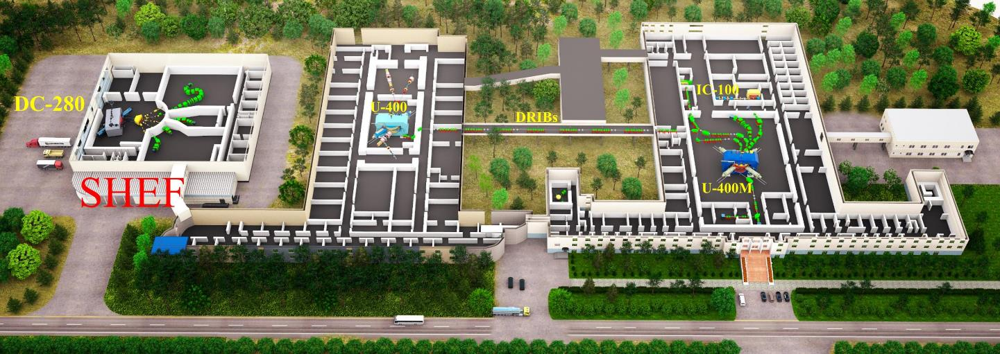 DC-280
U-400
DRIBs
IC-100
U-400M
SHEF